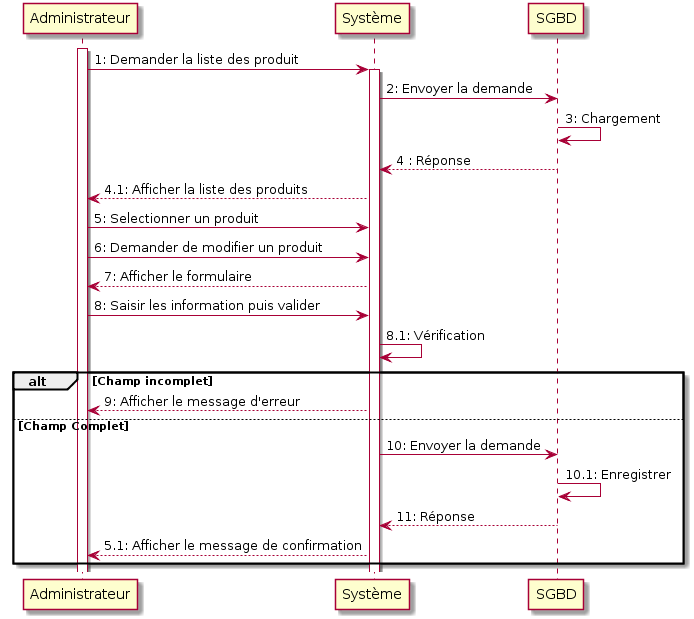 Administrateur Système SGBD
1: Demander la liste des produit
2: Envoyer la demande
3: Chargement
4 : Réponse
4.1: Afficher la liste des produits
5: Selectionner un produit
6: Demander de modifier un produit
7: Afficher le formulaire
8: Saisir les information puis valider
8.1: Vérification
alt [Champ incomplet]
9: Afficher le message d'erreur
[Champ Complet]
10: Envoyer la demande
10.1: Enregistrer
11: Réponse
5.1: Afficher le message de confirmation
Administrateur Système SGBD